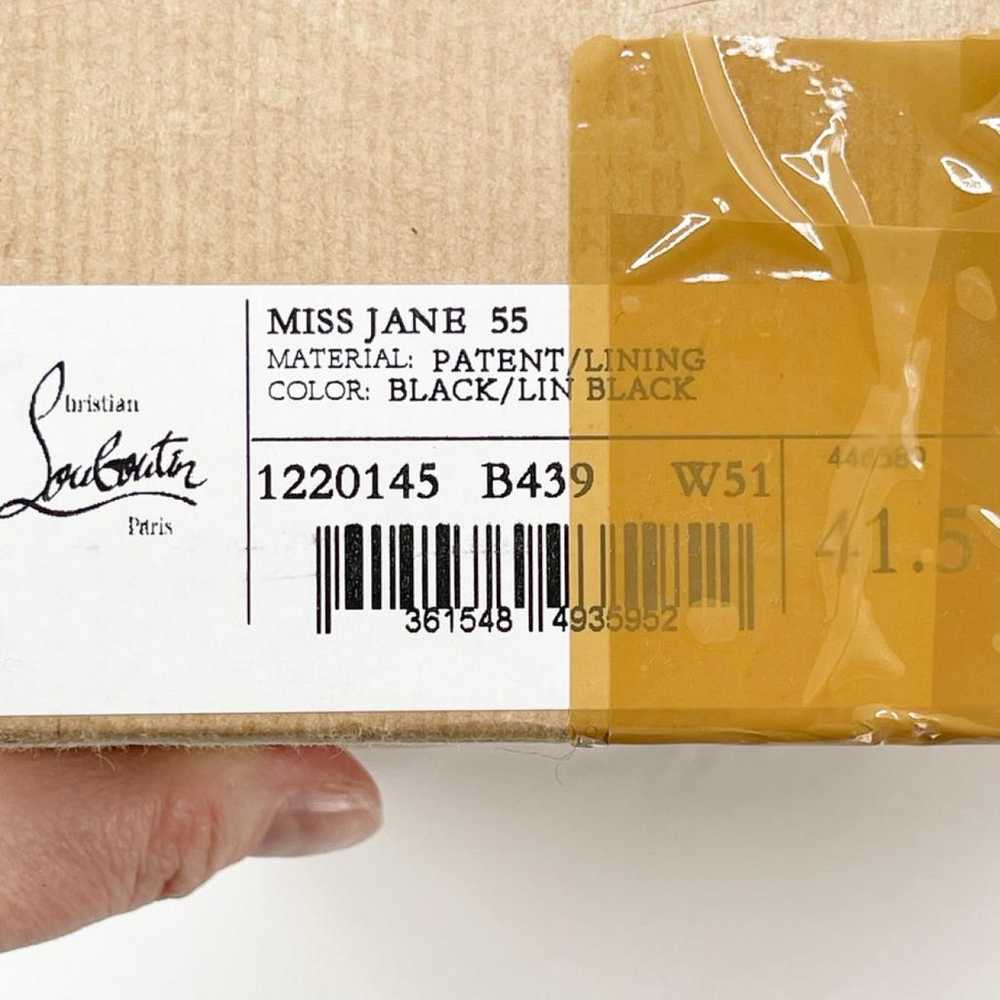 Christian
Louboutin
Paris
MISS JANE 55
MATERIAL: PATENT/LINING
COLOR: BLACK/LIN BLACK
1220145 B439 W51
41.5
361548 4935952